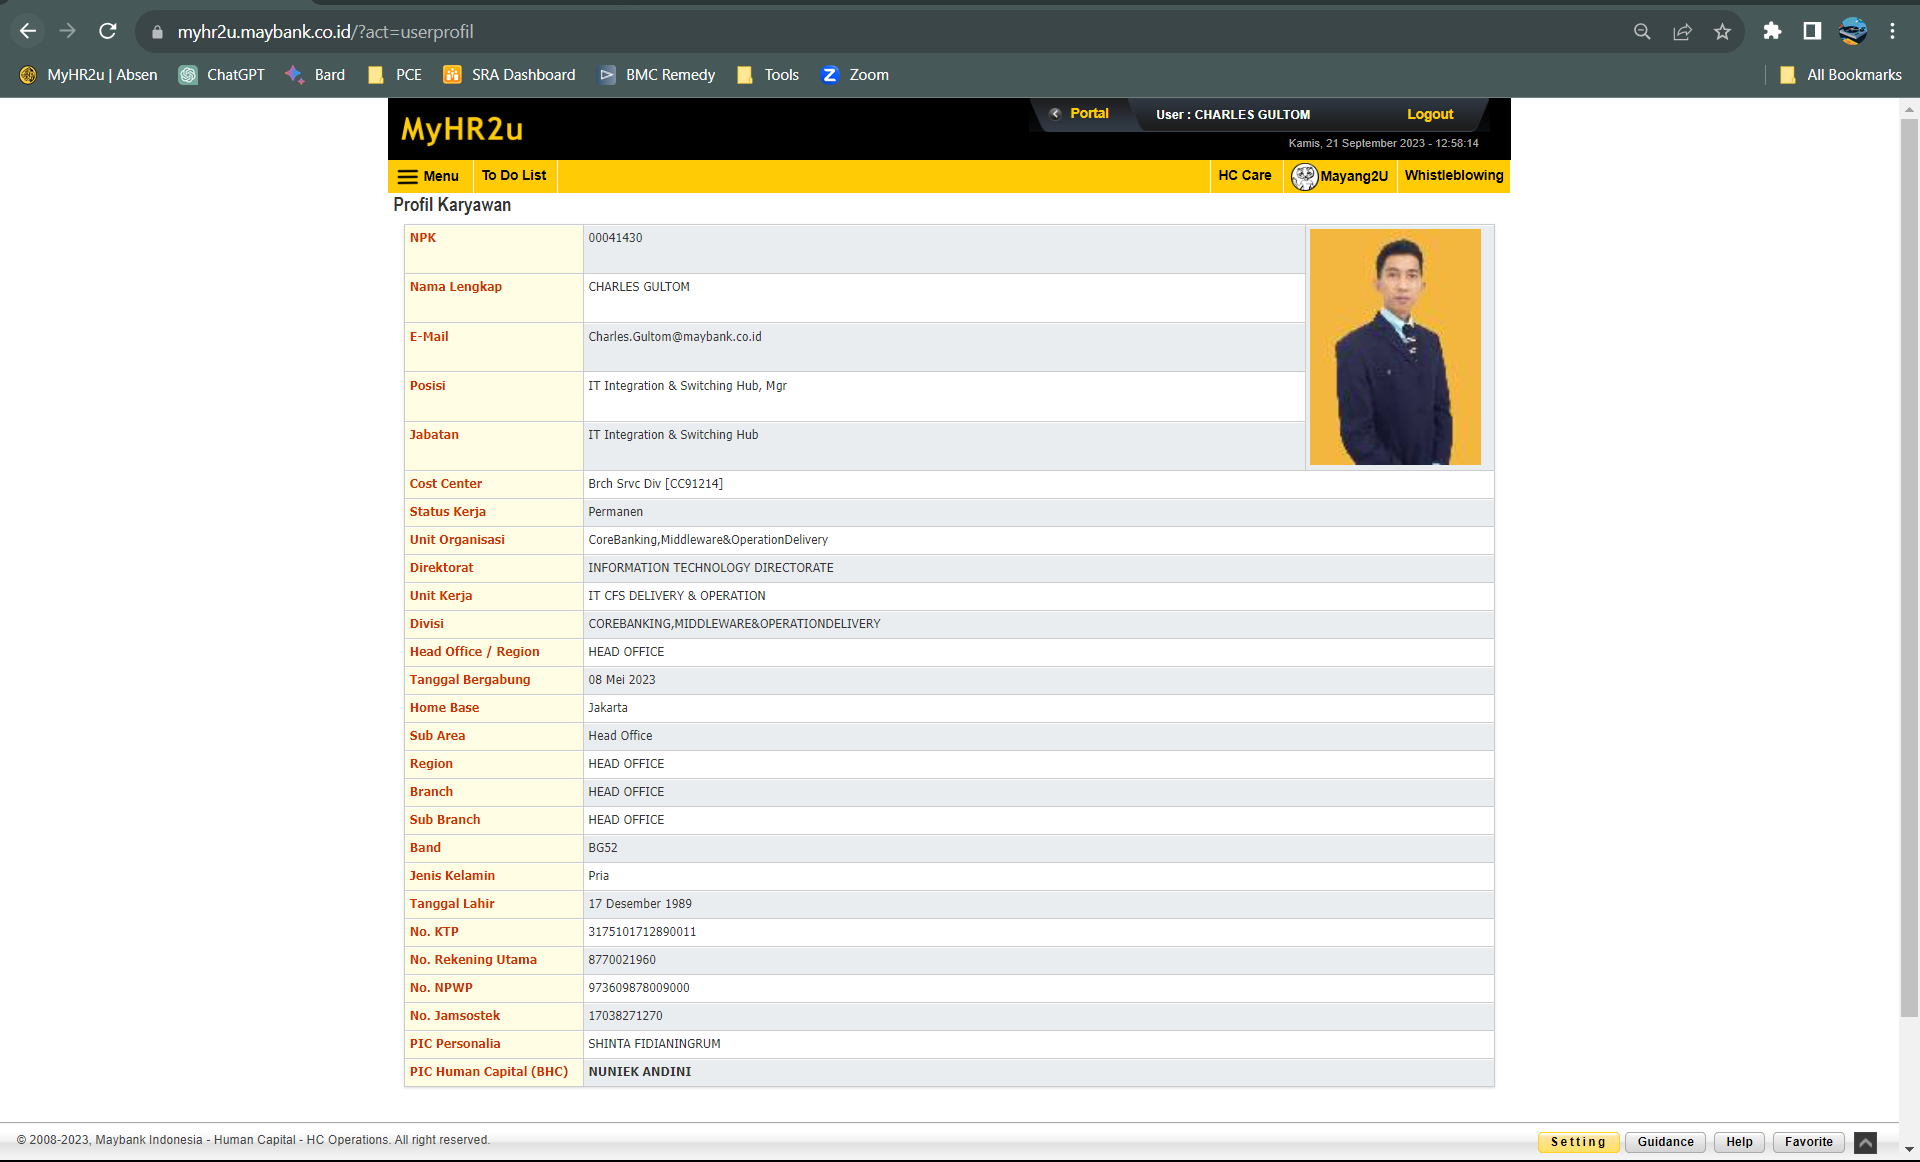 myhr2u.maybank.co.id/?act=userprofil
MyHR2u | Absen ChatGPT Bard PCE SRA Dashboard BMC Remedy Tools Zoom All Bookmarks
MyHR2u
Portal User : CHARLES GULTOM Logout
Kamis, 21 September 2023 - 12:58:14
Menu To Do List HC Care Mayang2U Whistleblowing
Profil Karyawan
NPK 00041430
Nama Lengkap CHARLES GULTOM
E-Mail Charles.Gultom@maybank.co.id
Posisi IT Integration & Switching Hub, Mgr
Jabatan IT Integration & Switching Hub
Cost Center Brch Srvc Div [CC91214]
Status Kerja Permanen
Unit Organisasi CoreBanking,Middleware&OperationDelivery
Direktorat INFORMATION TECHNOLOGY DIRECTORATE
Unit Kerja IT CFS DELIVERY & OPERATION
Divisi COREBANKING,MIDDLEWARE&OPERATIONDELIVERY
Head Office / Region HEAD OFFICE
Tanggal Bergabung 08 Mei 2023
Home Base Jakarta
Sub Area Head Office
Region HEAD OFFICE
Branch HEAD OFFICE
Sub Branch HEAD OFFICE
Band BG52
Jenis Kelamin Pria
Tanggal Lahir 17 Desember 1989
No. KTP 3175101712890011
No. Rekening Utama 8770021960
No. NPWP 973609878009000
No. Jamsostek 17038271270
PIC Personalia SHINTA FIDIANINGRUM
PIC Human Capital (BHC) NUNIEK ANDINI
© 2008-2023, Maybank Indonesia - Human Capital - HC Operations. All right reserved.
Setting Guidance Help Favorite